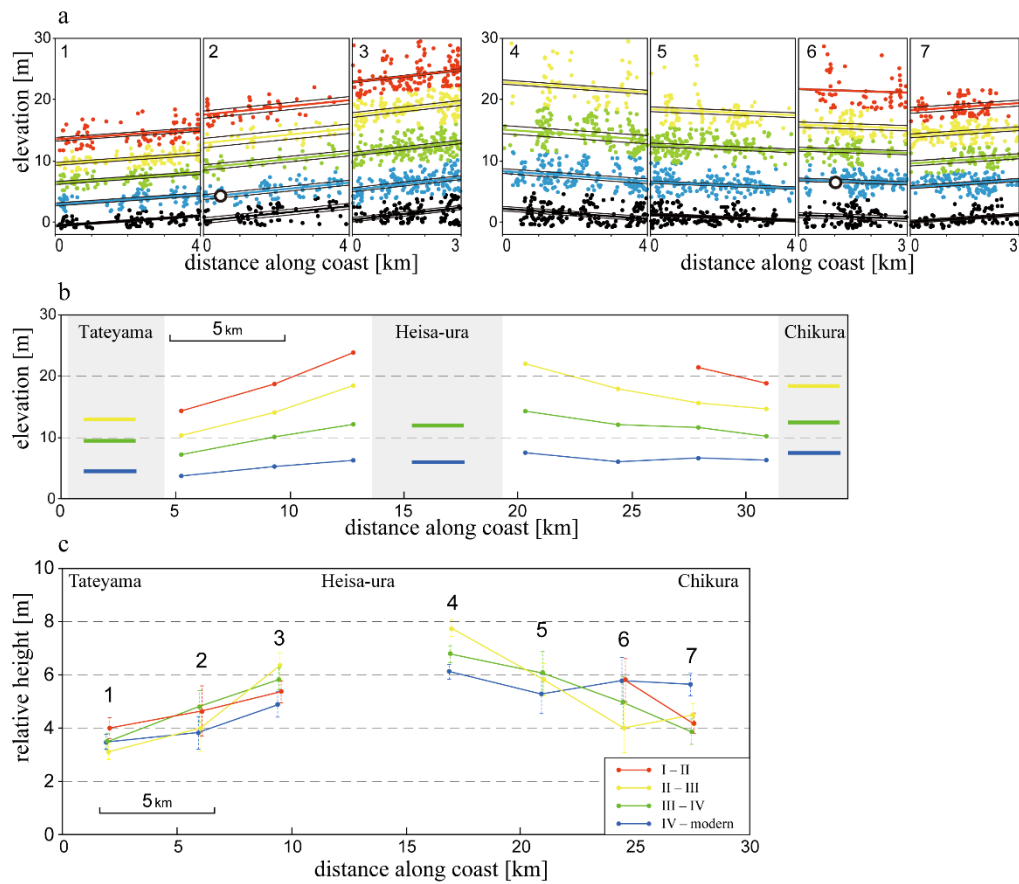 a
1 2 3 4 5 6 7
30
20
10
0
elevation [m]
0 4 0 4 0 3 0 4 0 4 0 3 0 3
distance along coast [km] distance along coast [km]
b
30
20
10
0
elevation [m]
Tateyama Heisa-ura Chikura
5 km
0 5 10 15 20 25 30
distance along coast [km]
c
10
8
6
4
2
0
relative height [m]
Tateyama Heisa-ura Chikura
1 2 3 4 5 6 7
5 km
I – II
II – III
III – IV
IV – modern
0 5 10 15 20 25 30
distance along coast [km]